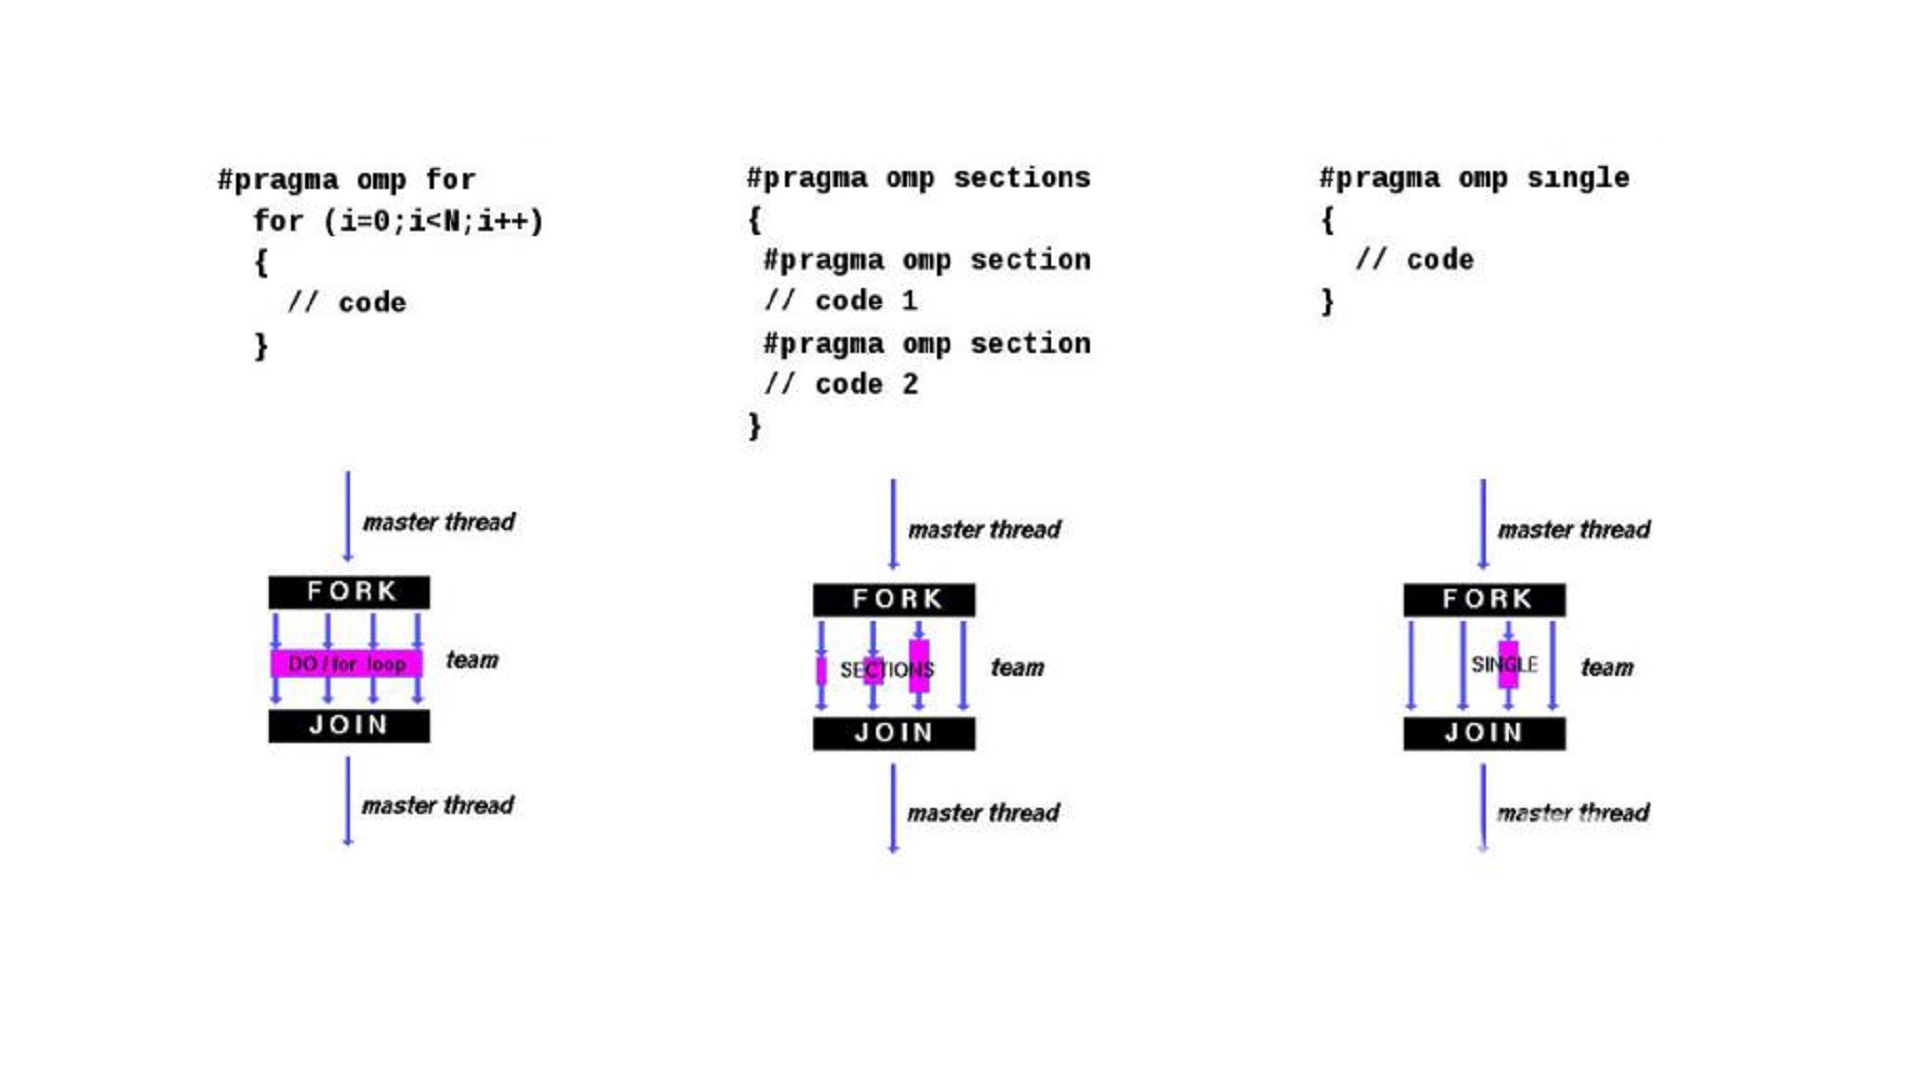 #pragma omp for
for (i=0;i<N;i++)
{
// code
}
master thread
FORK
DO / for loop
team
JOIN
master thread
#pragma omp sections
{
#pragma omp section
// code 1
#pragma omp section
// code 2
}
master thread
FORK
SECTIONS
team
JOIN
master thread
#pragma omp single
{
// code
}
master thread
FORK
SINGLE
team
JOIN
master thread